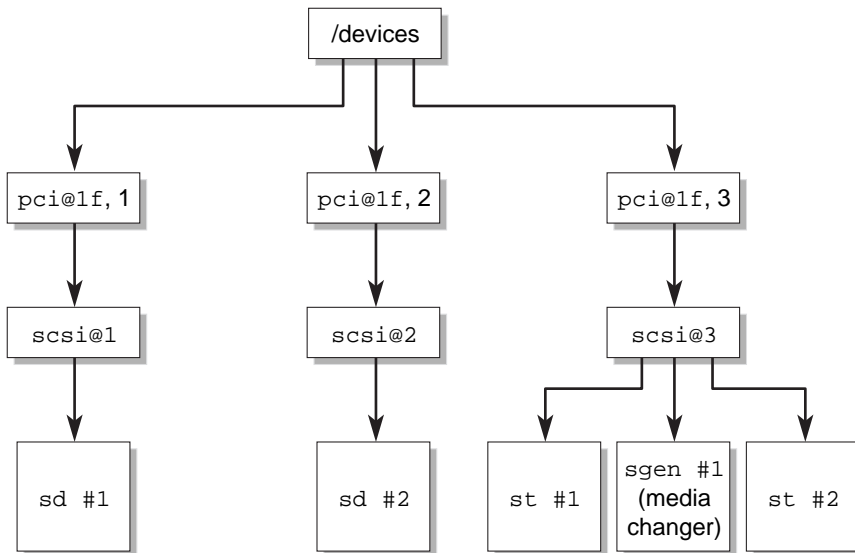 /devices
pci@1f, 1
pci@1f, 2
pci@1f, 3
scsi@1
scsi@2
scsi@3
sd #1
sd #2
st #1
sgen #1
(media
changer)
st #2